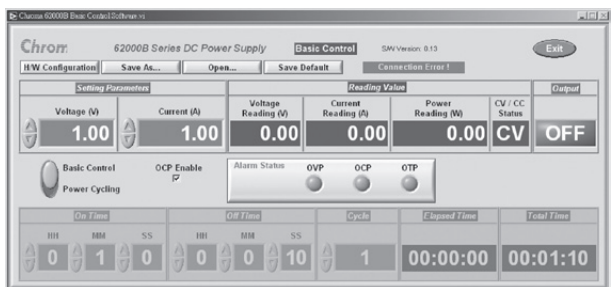 Chroma 62000B Basic Control Software.vi
Chrom
62000B Series DC Power Supply
Basic Control
S/W Version: 0.13
Exit
H/W Configuration
Save As...
Open...
Save Default
Connection Error !
Setting Parameters
Reading Value
Output
Voltage (V)
Current (A)
Voltage Reading (V)
Current Reading (A)
Power Reading (W)
CV / CC Status
1.00
1.00
0.00
0.00
0.00
CV
OFF
Basic Control
Power Cycling
OCP Enable
Alarm Status
OVP
OCP
OTP
On Time
Off Time
Cycle
Elapsed Time
Total Time
HH
MM
SS
HH
MM
SS
0
1
0
0
0
10
1
00:00:00
00:01:10